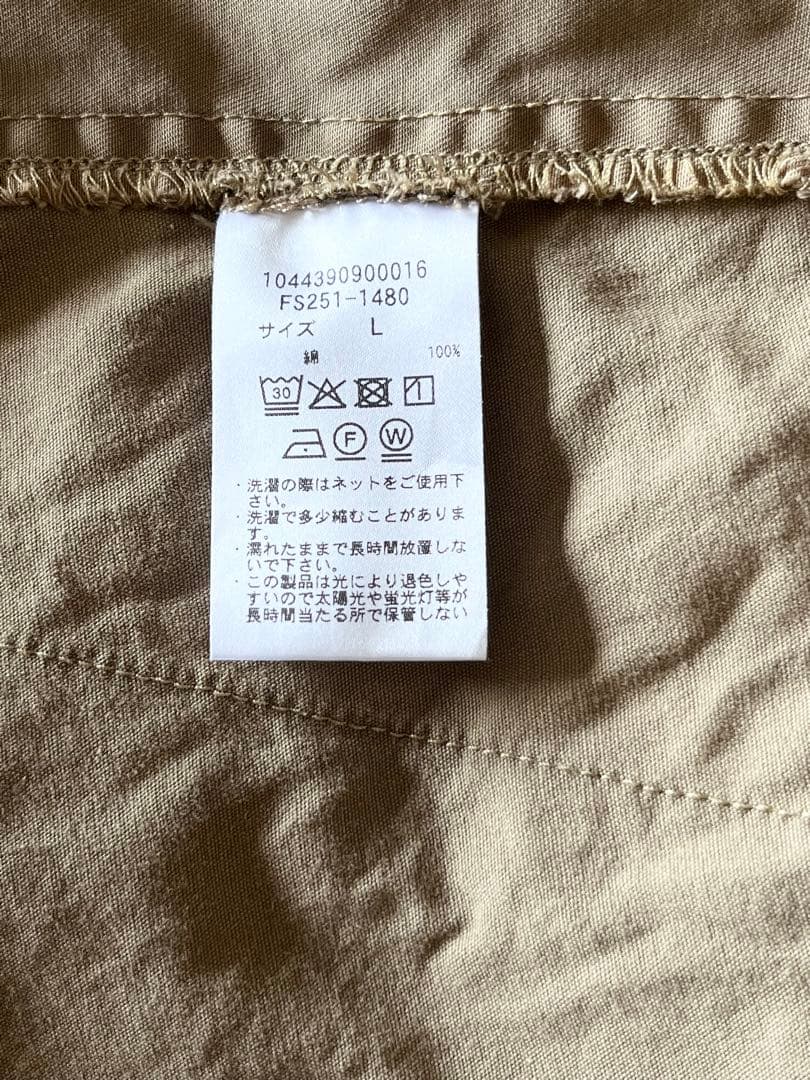 1044390900016
FS251-1480
サイズ L
綿 100%
30
F W
・洗濯の際はネットをご使用下
さい。
・洗濯で多少縮むことがありま
す。
・濡れたままで長時間放置しな
いで下さい。
・この製品は光により退色しや
すいので太陽光や蛍光灯等が
長時間当たる所で保管しない